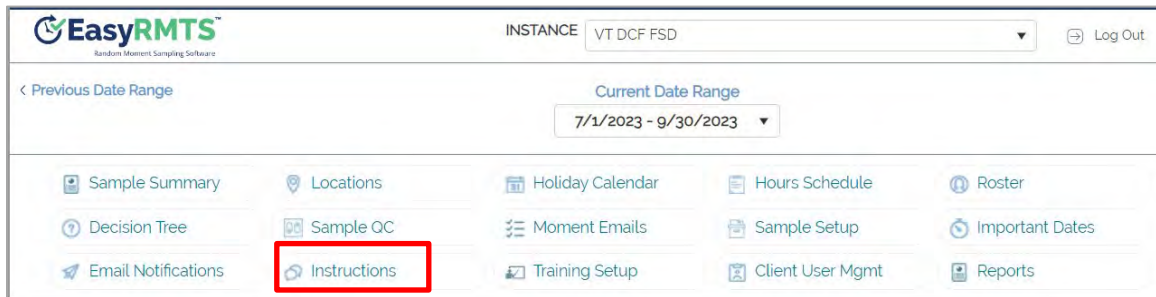 EasyRMTS™
Random Moment Sampling Software
INSTANCE VT DCF FSD
Log Out
< Previous Date Range
Current Date Range
7/1/2023 - 9/30/2023
Sample Summary Locations Holiday Calendar Hours Schedule Roster
Decision Tree Sample QC Moment Emails Sample Setup Important Dates
Email Notifications Instructions Training Setup Client User Mgmt Reports